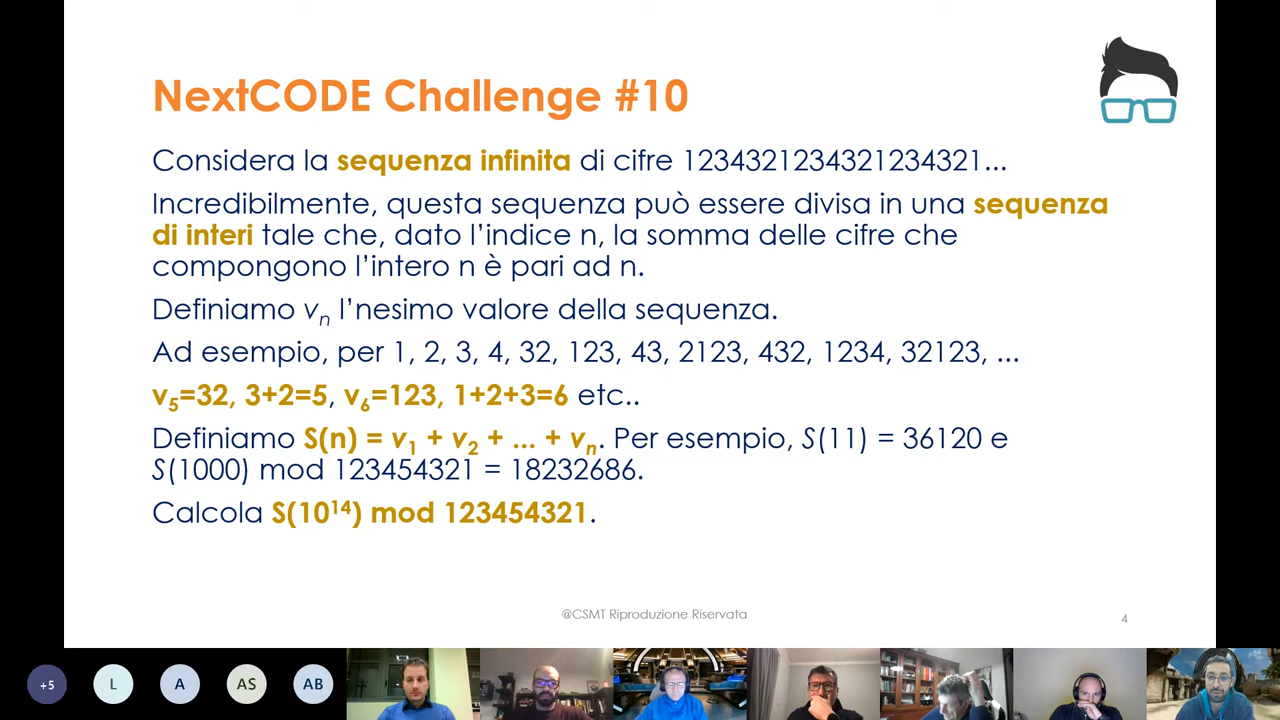 NextCODE Challenge #10
Considera la sequenza infinita di cifre 1234321234321234321...
Incredibilmente, questa sequenza può essere divisa in una sequenza
di interi tale che, dato l'indice n, la somma delle cifre che
compongono l'intero n è pari ad n.
Definiamo vn l'nesimo valore della sequenza.
Ad esempio, per 1, 2, 3, 4, 32, 123, 43, 2123, 432, 1234, 32123, ...
v5=32, 3+2=5, v6=123, 1+2+3=6 etc..
Definiamo S(n) = v1 + v2 + ... + vn. Per esempio, S(11) = 36120 e
S(1000) mod 123454321 = 18232686.
Calcola S(10¹⁴) mod 123454321.
@CSMT Riproduzione Riservata
4
+5 L A AS AB